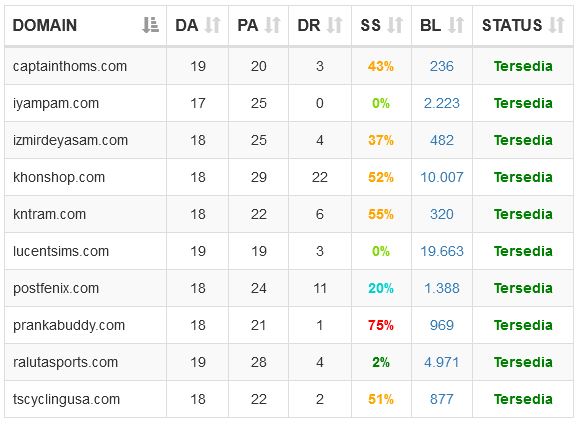 DOMAIN DA PA DR SS BL STATUS
captainthoms.com 19 20 3 43% 236 Tersedia
iyampam.com 17 25 0 0% 2.223 Tersedia
izmirdeyasam.com 18 25 4 37% 482 Tersedia
khonshop.com 18 29 22 52% 10.007 Tersedia
kntram.com 18 22 6 55% 320 Tersedia
lucentsims.com 19 19 3 0% 19.663 Tersedia
postfenix.com 18 24 11 20% 1.388 Tersedia
prankabuddy.com 18 21 1 75% 969 Tersedia
ralutasports.com 19 28 4 2% 4.971 Tersedia
tscyclingusa.com 18 22 2 51% 877 Tersedia